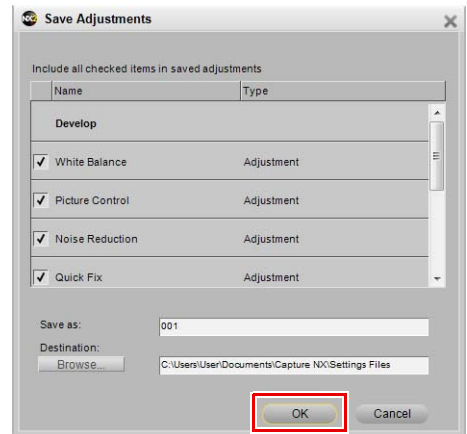 NX2 Save Adjustments
Include all checked items in saved adjustments
Name Type
Develop
White Balance Adjustment
Picture Control Adjustment
Noise Reduction Adjustment
Quick Fix Adjustment
Save as: 001
Destination:
Browse... C:\Users\User\Documents\Capture NX\Settings Files
OK Cancel